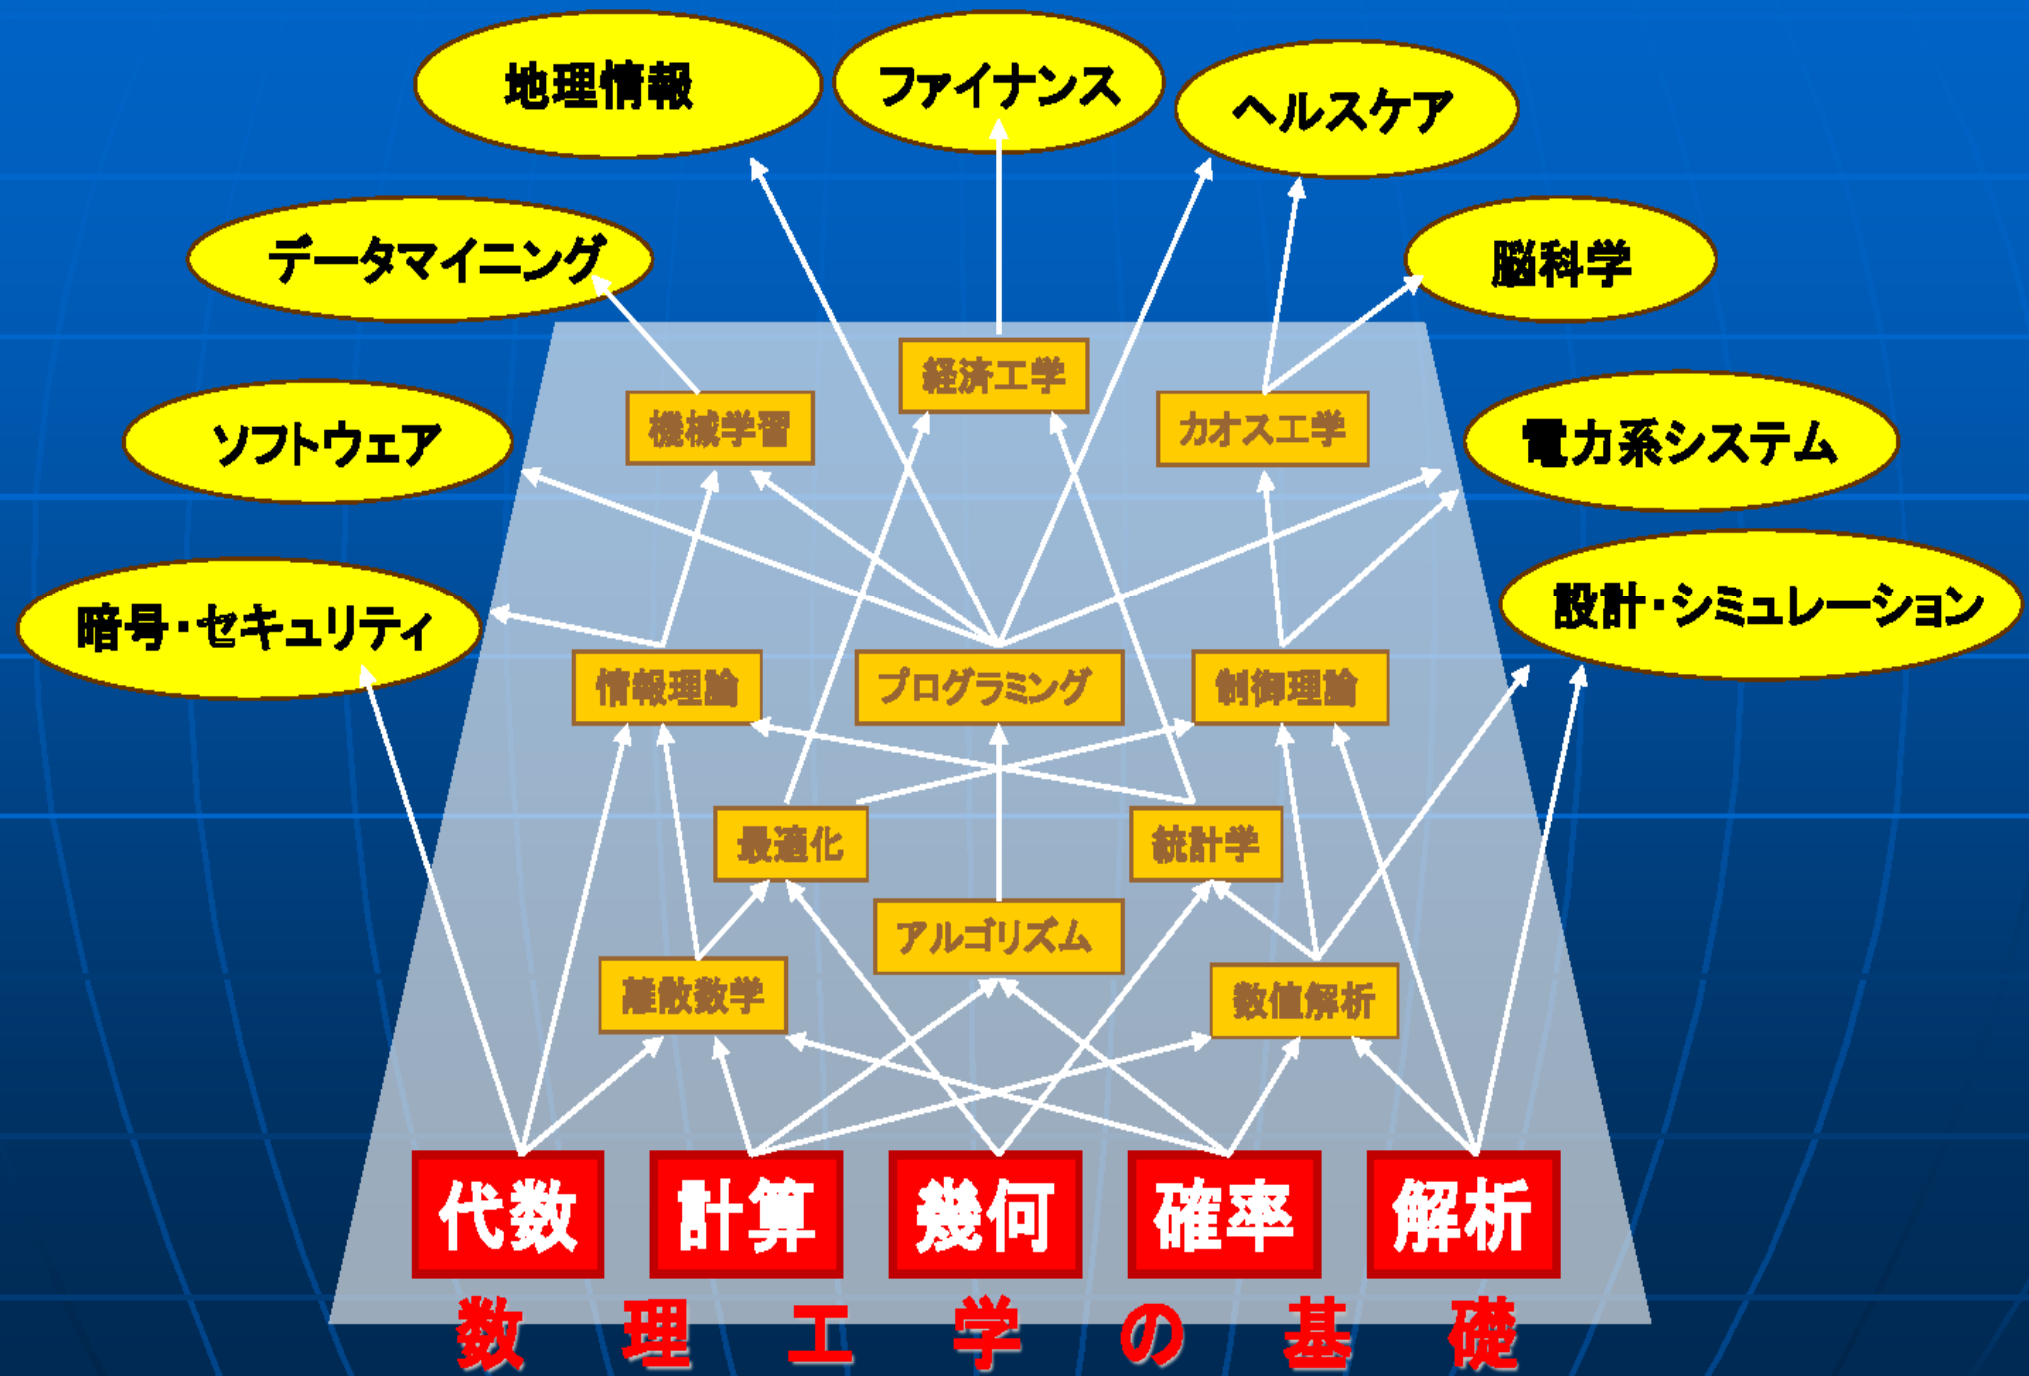 地理情報
ファイナンス
ヘルスケア
データマイニング
脳科学
経済工学
機械学習
カオス工学
ソフトウェア
電力系システム
暗号・セキュリティ
設計・シミュレーション
情報理論
プログラミング
制御理論
最適化
統計学
アルゴリズム
離散数学
数値解析
代数
計算
幾何
確率
解析
数理工学の基礎